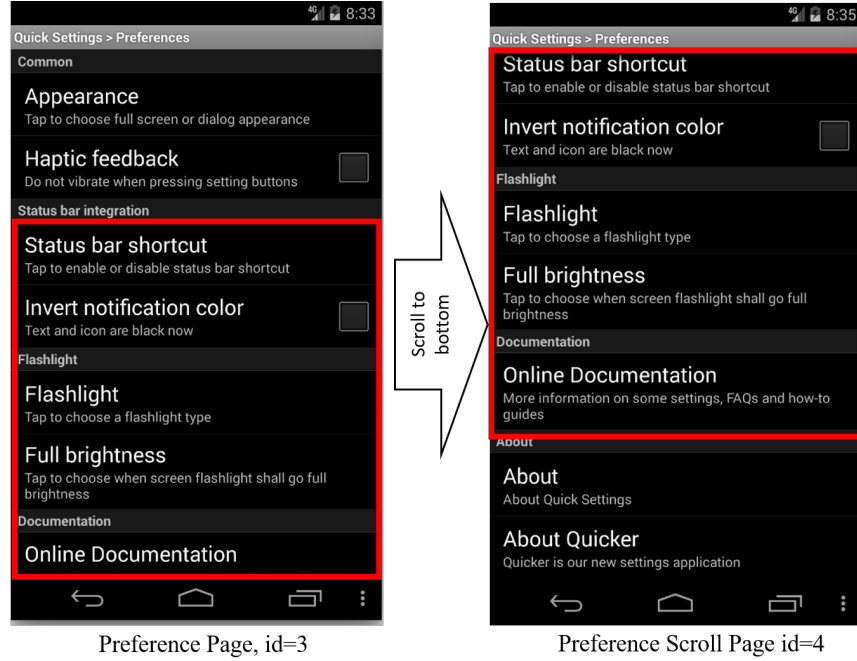 4G 8:33
Quick Settings > Preferences
Common
Appearance
Tap to choose full screen or dialog appearance
Haptic feedback
Do not vibrate when pressing setting buttons
Status bar integration
Status bar shortcut
Tap to enable or disable status bar shortcut
Invert notification color
Text and icon are black now
Flashlight
Flashlight
Tap to choose a flashlight type
Full brightness
Tap to choose when screen flashlight shall go full
brightness
Documentation
Online Documentation
Preference Page, id=3
Scroll to
bottom
4G 8:35
Quick Settings > Preferences
Status bar shortcut
Tap to enable or disable status bar shortcut
Invert notification color
Text and icon are black now
Flashlight
Flashlight
Tap to choose a flashlight type
Full brightness
Tap to choose when screen flashlight shall go full
brightness
Documentation
Online Documentation
More information on some settings, FAQs and how-to
guides
About
About
About Quick Settings
About Quicker
Quicker is our new settings application
Preference Scroll Page id=4